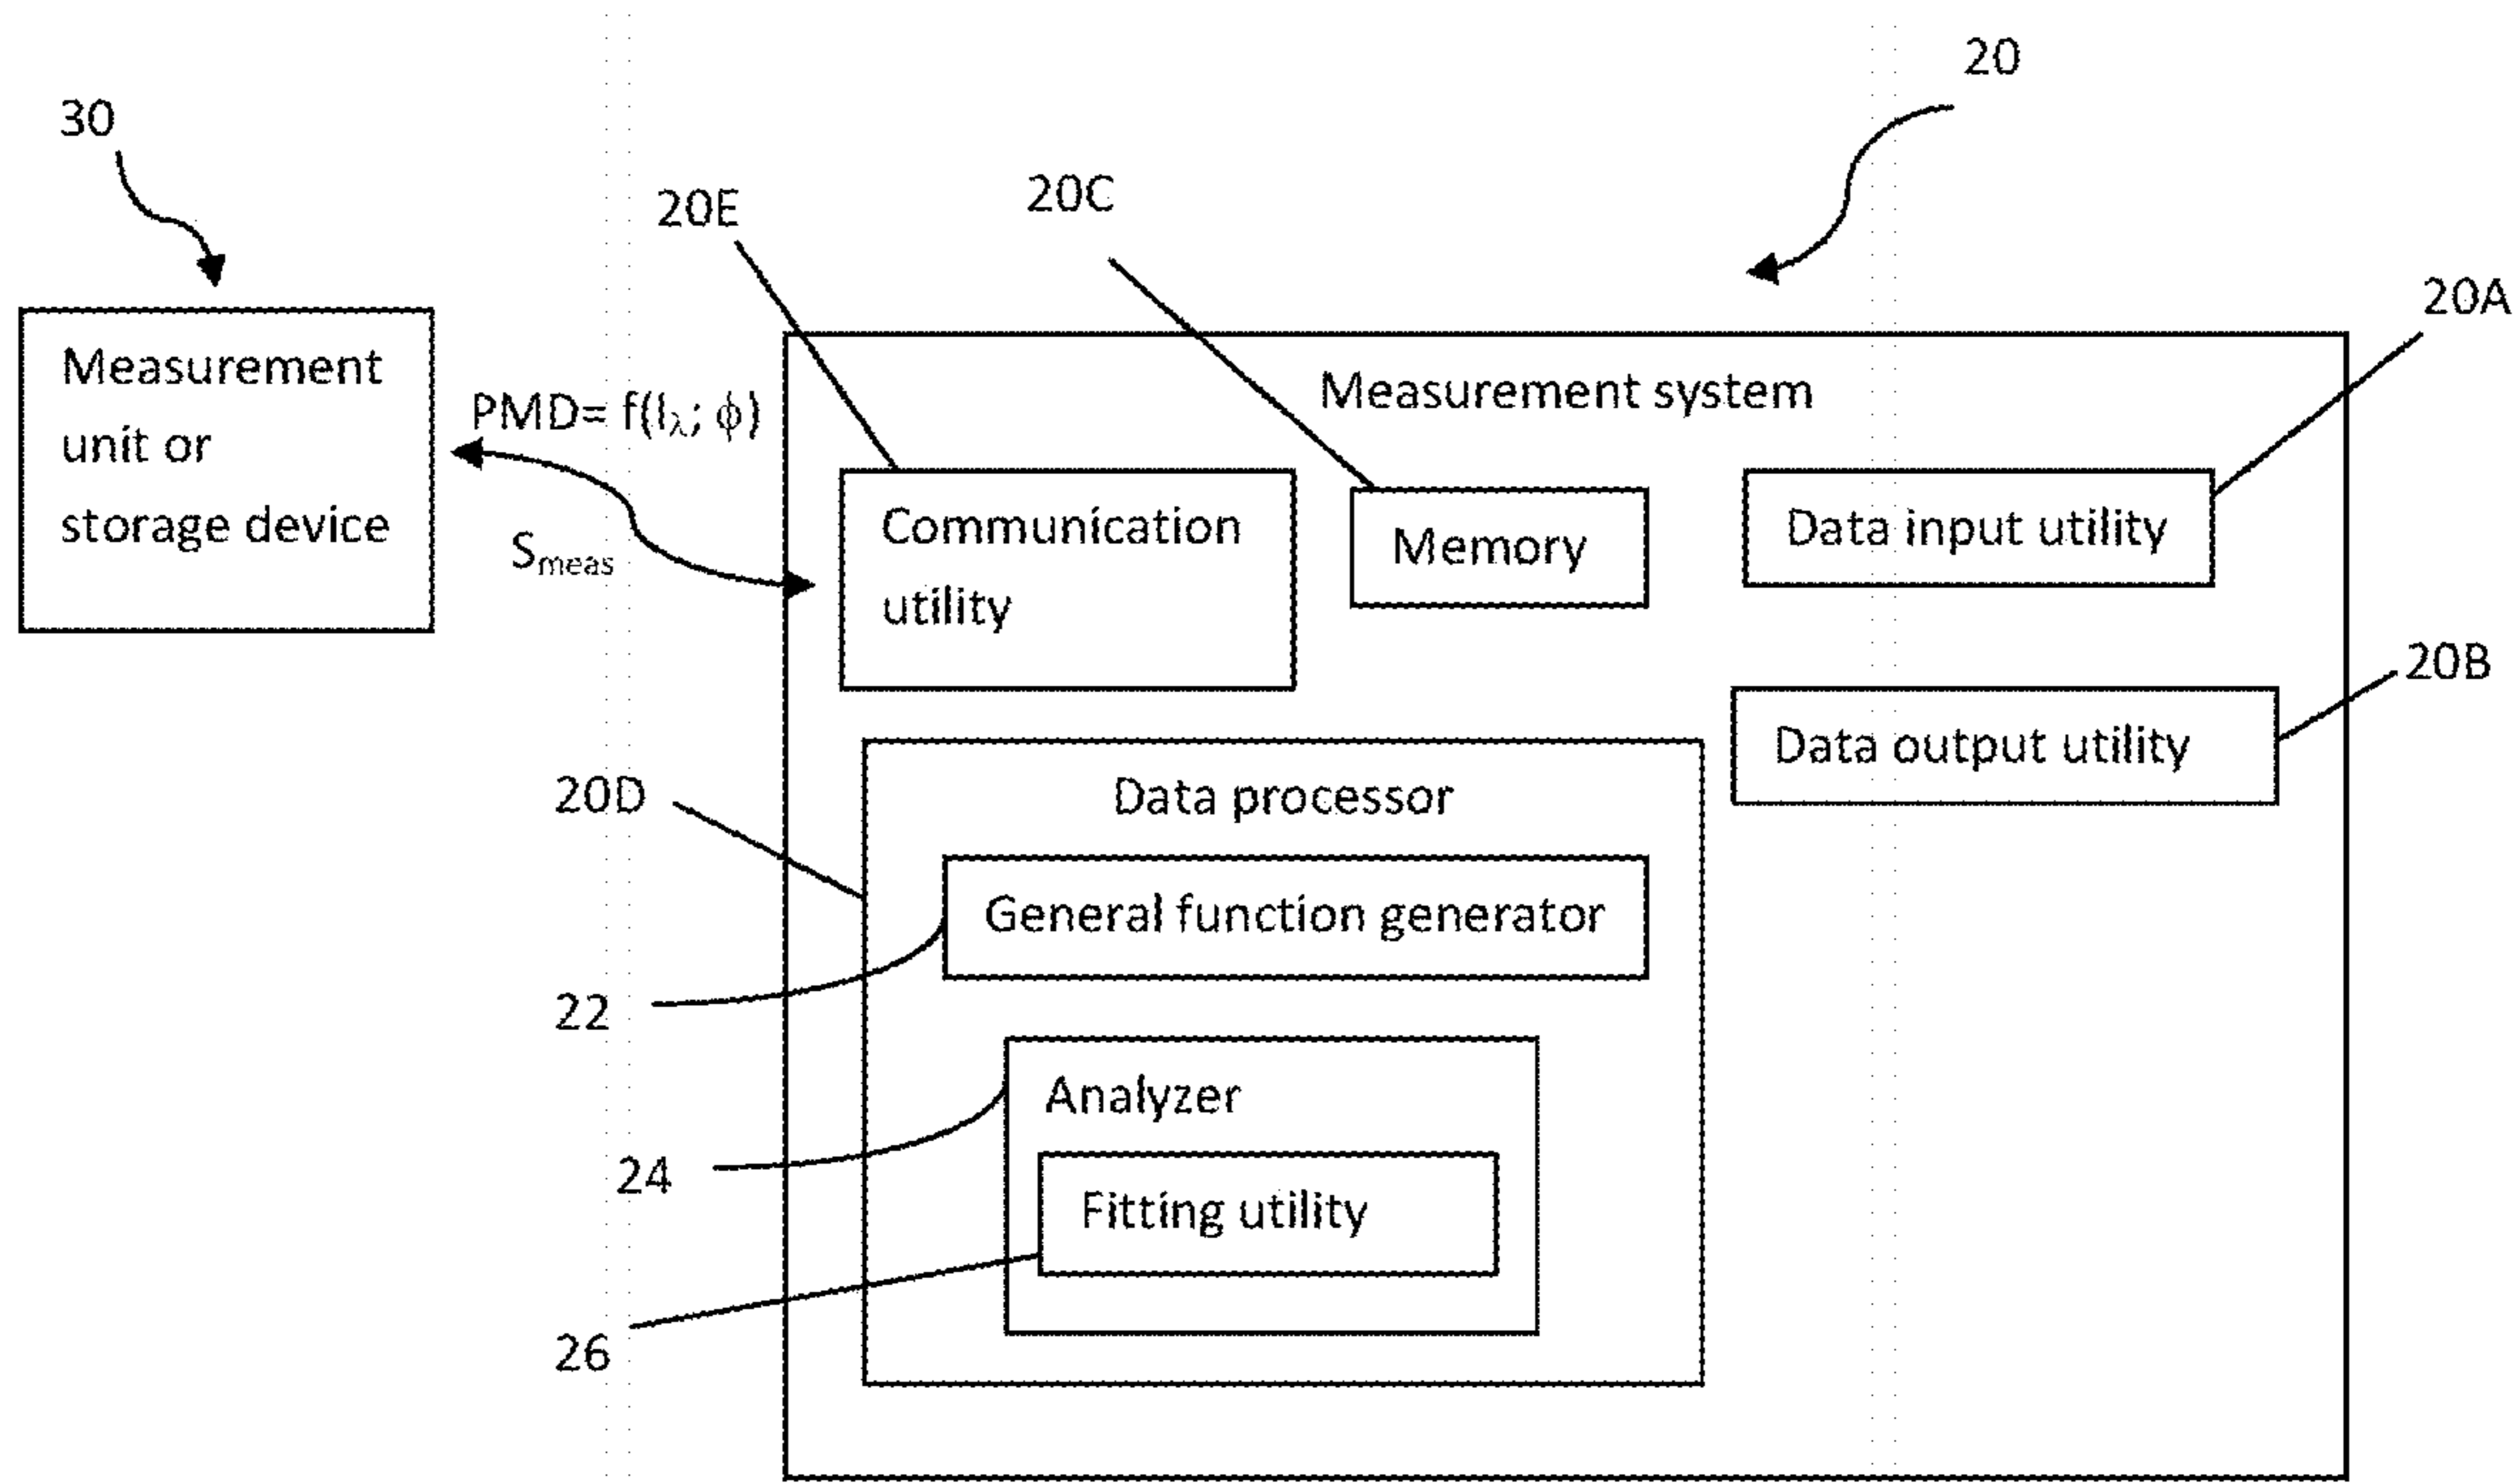 20
30
20E
20C
20A
Measurement
unit or
storage device
PMD= f(Iλ; ϕ)
Smeas
Measurement system
Communication
utility
Memory
Data input utility
20B
Data output utility
20D
Data processor
General function generator
22
Analyzer
24
Fitting utility
26